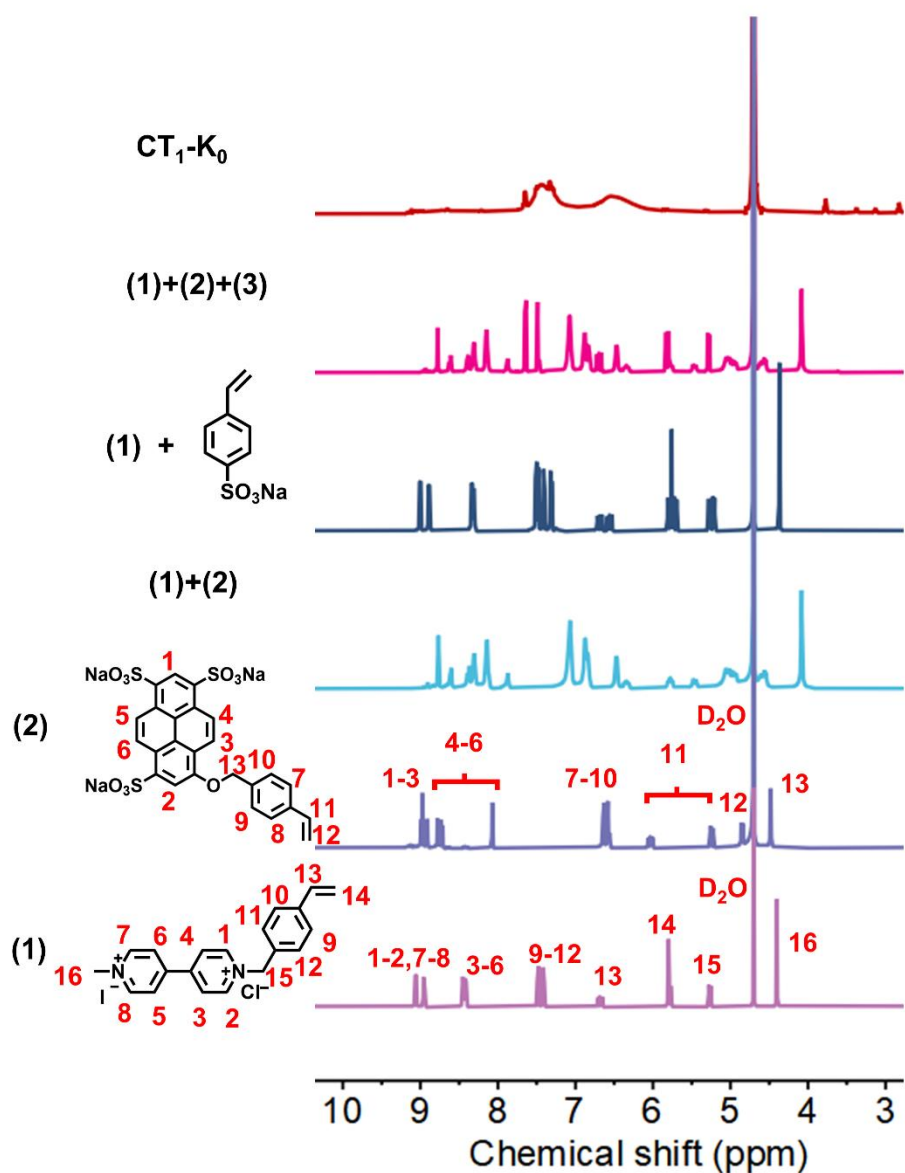 CT₁-K₀
(1)+(2)+(3)
(1) +
SO₃Na
(1)+(2)
NaO₃S 1 SO₃Na
5 4
6 3
NaO₃S 2 O 13 10 7
9 8 11
12
(2)
D₂O
1-3 4-6 7-10 11 12 13
(1)
13
10 14
11
7 6 4 1
9
16 N⁺ N⁺ 15 12
I⁻ Cl⁻
8 5 3 2
D₂O
1-2,7-8 3-6 9-12 13 14 15 16
10 9 8 7 6 5 4 3
Chemical shift (ppm)